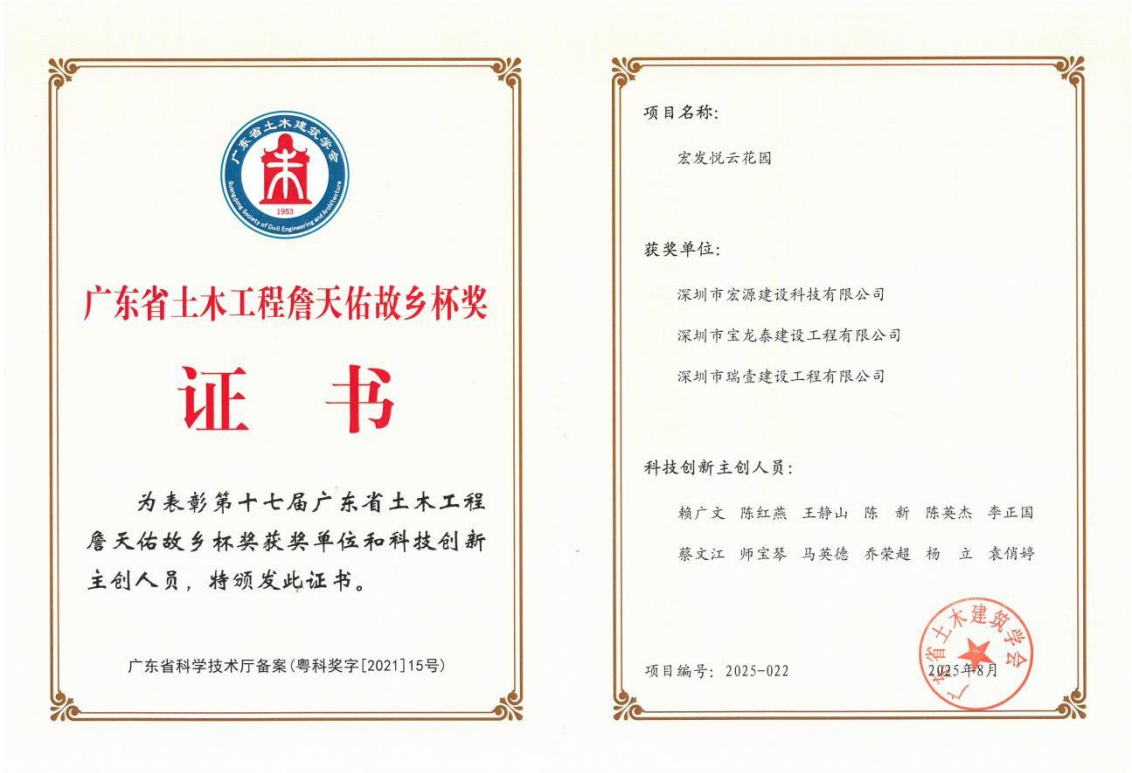 广东省土木建筑学会
1953
Guangdong Society of Civil Engineering and Architecture
广东省土木工程詹天佑故乡杯奖
证 书
为表彰第十七届广东省土木工程
詹天佑故乡杯奖获奖单位和科技创新
主创人员，特颁发此证书。
广东省科学技术厅备案(粤科奖字[2021]15号)
项目名称：
宏发悦云花园
获奖单位：
深圳市宏源建设科技有限公司
深圳市宝龙泰建设工程有限公司
深圳市瑞壹建设工程有限公司
科技创新主创人员：
赖广文 陈红燕 王静山 陈 新 陈英杰 李正国
蔡文江 师宝琴 马英德 乔荣超 杨 立 袁俏婷
广东省土木建筑学会
项目编号：2025-022
2025年8月